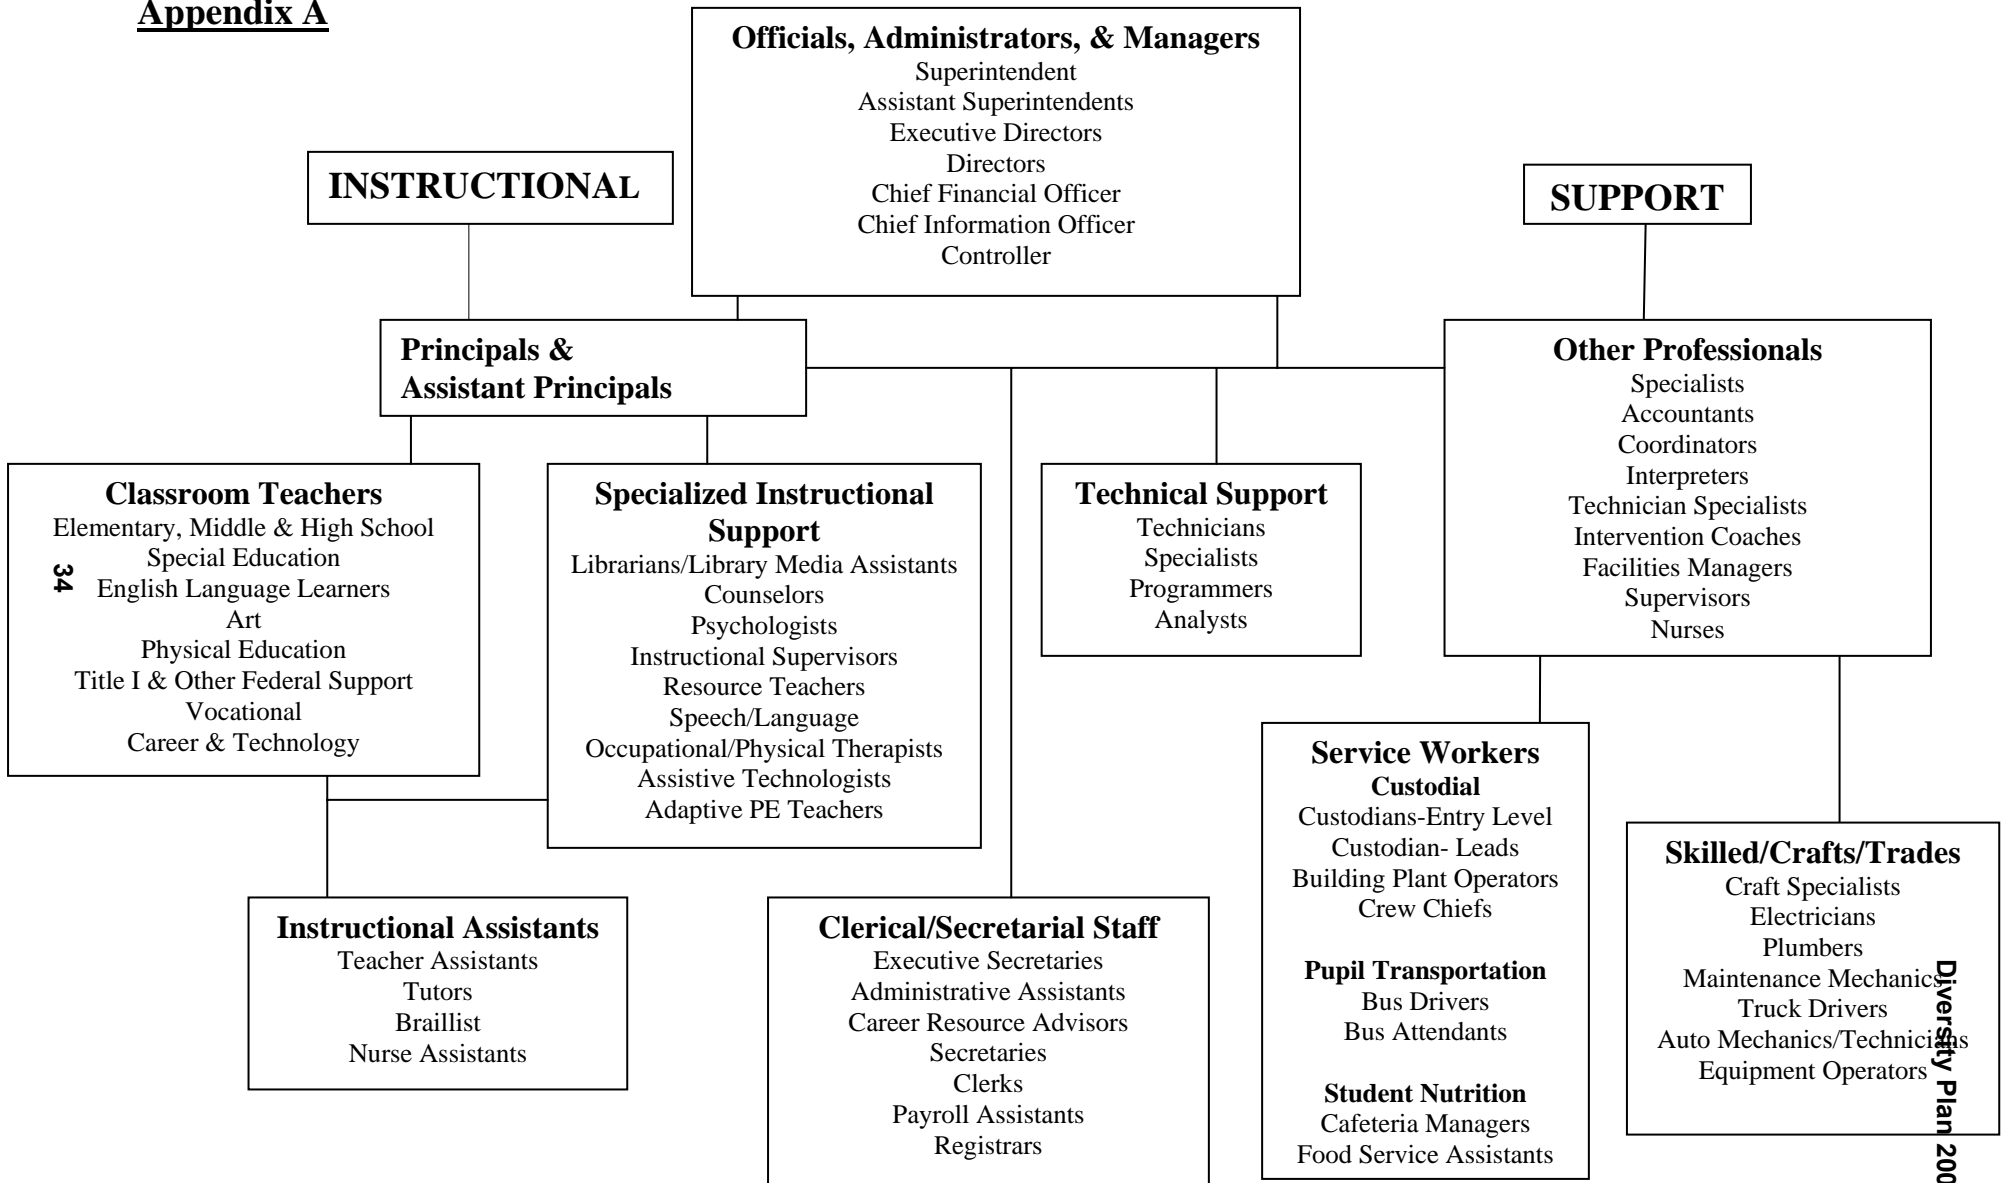 Appendix A
Officials, Administrators, & Managers
Superintendent
Assistant Superintendents
Executive Directors
Directors
Chief Financial Officer
Chief Information Officer
Controller
INSTRUCTIONAL
SUPPORT
Principals &
Assistant Principals
Other Professionals
Specialists
Accountants
Coordinators
Interpreters
Technician Specialists
Intervention Coaches
Facilities Managers
Supervisors
Nurses
Classroom Teachers
Elementary, Middle & High School
Special Education
English Language Learners
Art
Physical Education
Title I & Other Federal Support
Vocational
Career & Technology
34
Specialized Instructional
Support
Librarians/Library Media Assistants
Counselors
Psychologists
Instructional Supervisors
Resource Teachers
Speech/Language
Occupational/Physical Therapists
Assistive Technologists
Adaptive PE Teachers
Technical Support
Technicians
Specialists
Programmers
Analysts
Service Workers
Custodial
Custodians-Entry Level
Custodian- Leads
Building Plant Operators
Crew Chiefs
Pupil Transportation
Bus Drivers
Bus Attendants
Student Nutrition
Cafeteria Managers
Food Service Assistants
Skilled/Crafts/Trades
Craft Specialists
Electricians
Plumbers
Maintenance Mechanics
Truck Drivers
Auto Mechanics/Technicians
Equipment Operators
Instructional Assistants
Teacher Assistants
Tutors
Braillist
Nurse Assistants
Clerical/Secretarial Staff
Executive Secretaries
Administrative Assistants
Career Resource Advisors
Secretaries
Clerks
Payroll Assistants
Registrars
Diversity Plan 200